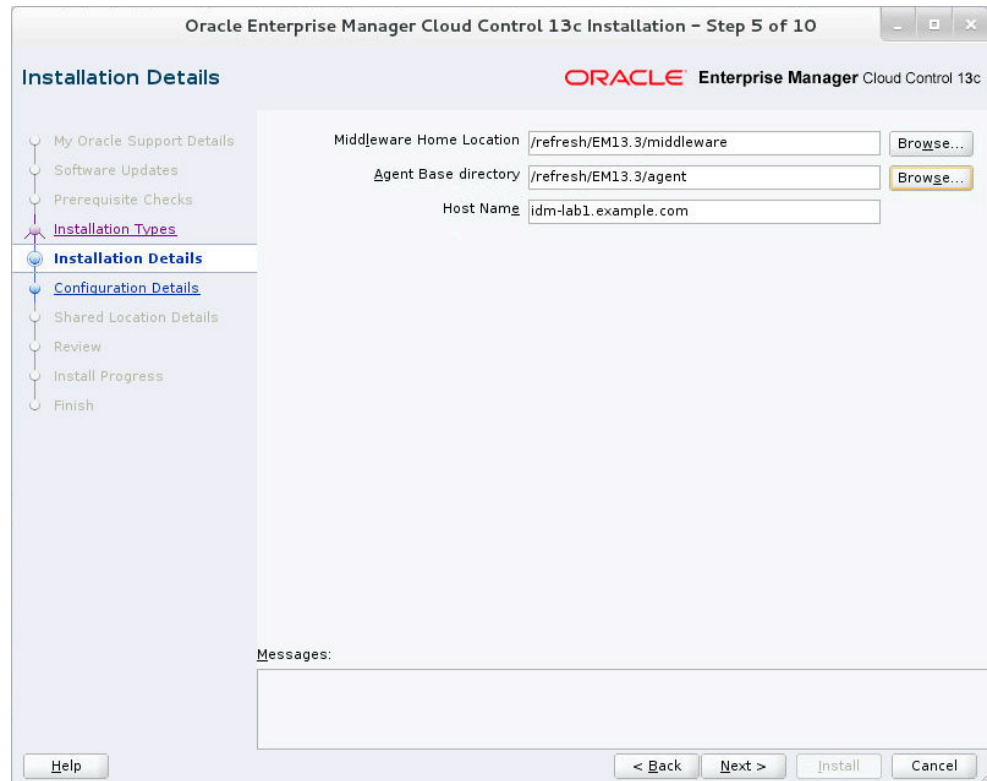 Oracle Enterprise Manager Cloud Control 13c Installation - Step 5 of 10
Installation Details
ORACLE Enterprise Manager Cloud Control 13c
My Oracle Support Details
Software Updates
Prerequisite Checks
Installation Types
Installation Details
Configuration Details
Shared Location Details
Review
Install Progress
Finish
Middleware Home Location /refresh/EM13.3/middleware Browse...
Agent Base directory /refresh/EM13.3/agent Browse...
Host Name idm-lab1.example.com
Messages:
Help < Back Next > Install Cancel